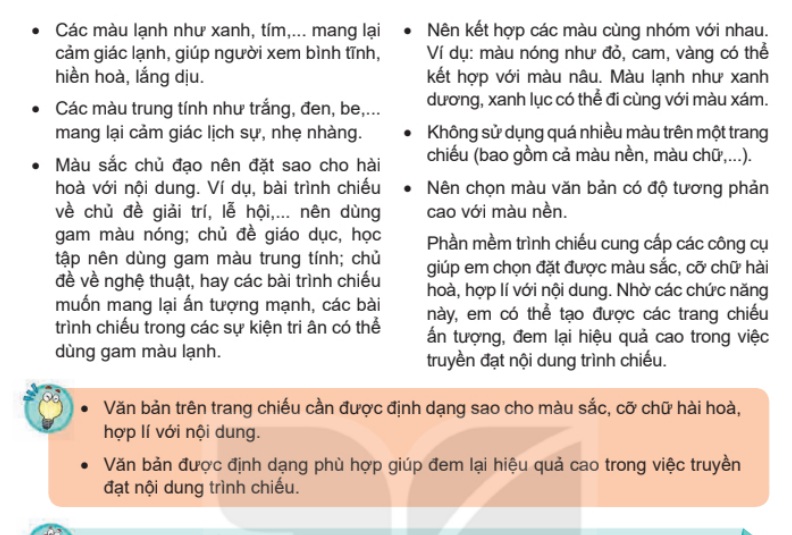 • Các màu lạnh như xanh, tím,... mang lại
cảm giác lạnh, giúp người xem bình tĩnh,
hiền hoà, lắng dịu.
• Các màu trung tính như trắng, đen, be,...
mang lại cảm giác lịch sự, nhẹ nhàng.
• Màu sắc chủ đạo nên đặt sao cho hài
hoà với nội dung. Ví dụ, bài trình chiếu
về chủ đề giải trí, lễ hội,... nên dùng
gam màu nóng; chủ đề giáo dục, học
tập nên dùng gam màu trung tính; chủ
đề về nghệ thuật, hay các bài trình chiếu
muốn mang lại ấn tượng mạnh, các bài
trình chiếu trong các sự kiện tri ân có thể
dùng gam màu lạnh.
• Nên kết hợp các màu cùng nhóm với nhau.
Ví dụ: màu nóng như đỏ, cam, vàng có thể
kết hợp với màu nâu. Màu lạnh như xanh
dương, xanh lục có thể đi cùng với màu xám.
• Không sử dụng quá nhiều màu trên một trang
chiếu (bao gồm cả màu nền, màu chữ,...).
• Nên chọn màu văn bản có độ tương phản
cao với màu nền.
Phần mềm trình chiếu cung cấp các công cụ
giúp em chọn đặt được màu sắc, cỡ chữ hài
hoà, hợp lí với nội dung. Nhờ các chức năng
này, em có thể tạo được các trang chiếu
ấn tượng, đem lại hiệu quả cao trong việc
truyền đạt nội dung trình chiếu.
• Văn bản trên trang chiếu cần được định dạng sao cho màu sắc, cỡ chữ hài hoà,
hợp lí với nội dung.
• Văn bản được định dạng phù hợp giúp đem lại hiệu quả cao trong việc truyền
đạt nội dung trình chiếu.